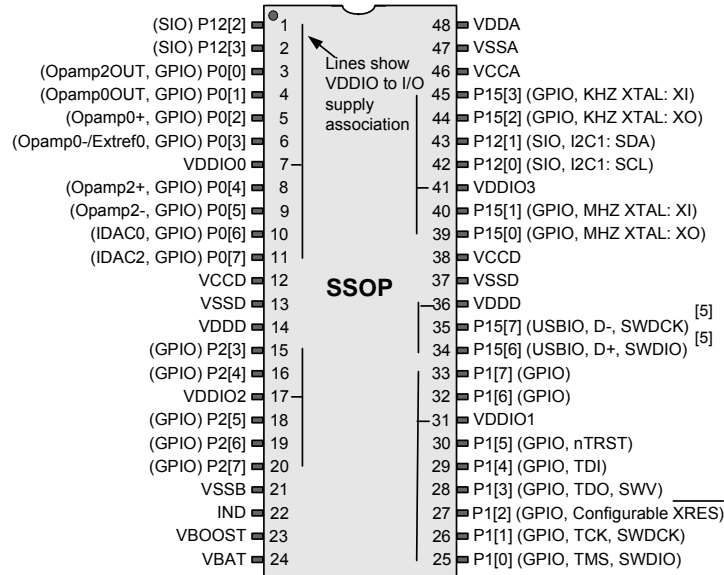 (SIO) P12[2] 1 48 VDDA
(SIO) P12[3] 2 47 VSSA
(Opamp2OUT, GPIO) P0[0] 3 46 VCCA
(Opamp0OUT, GPIO) P0[1] 4 45 P15[3] (GPIO, KHZ XTAL: XI)
(Opamp0+, GPIO) P0[2] 5 44 P15[2] (GPIO, KHZ XTAL: XO)
(Opamp0-/Extref0, GPIO) P0[3] 6 43 P12[1] (SIO, I2C1: SDA)
VDDIO0 7 42 P12[0] (SIO, I2C1: SCL)
(Opamp2+, GPIO) P0[4] 8 41 VDDIO3
(Opamp2-, GPIO) P0[5] 9 40 P15[1] (GPIO, MHZ XTAL: XI)
(IDAC0, GPIO) P0[6] 10 39 P15[0] (GPIO, MHZ XTAL: XO)
(IDAC2, GPIO) P0[7] 11 38 VCCD
VCCD 12 37 VSSD
VSSD 13 36 VDDD
VDDD 14 35 P15[7] (USBIO, D-, SWDCK) [5]
(GPIO) P2[3] 15 34 P15[6] (USBIO, D+, SWDIO) [5]
(GPIO) P2[4] 16 33 P1[7] (GPIO)
VDDIO2 17 32 P1[6] (GPIO)
(GPIO) P2[5] 18 31 VDDIO1
(GPIO) P2[6] 19 30 P1[5] (GPIO, nTRST)
(GPIO) P2[7] 20 29 P1[4] (GPIO, TDI)
VSSB 21 28 P1[3] (GPIO, TDO, SWV)
IND 22 27 P1[2] (GPIO, Configurable XRES)
VBOOST 23 26 P1[1] (GPIO, TCK, SWDCK)
VBAT 24 25 P1[0] (GPIO, TMS, SWDIO)
Lines show
VDDIO to I/O
supply
association
SSOP